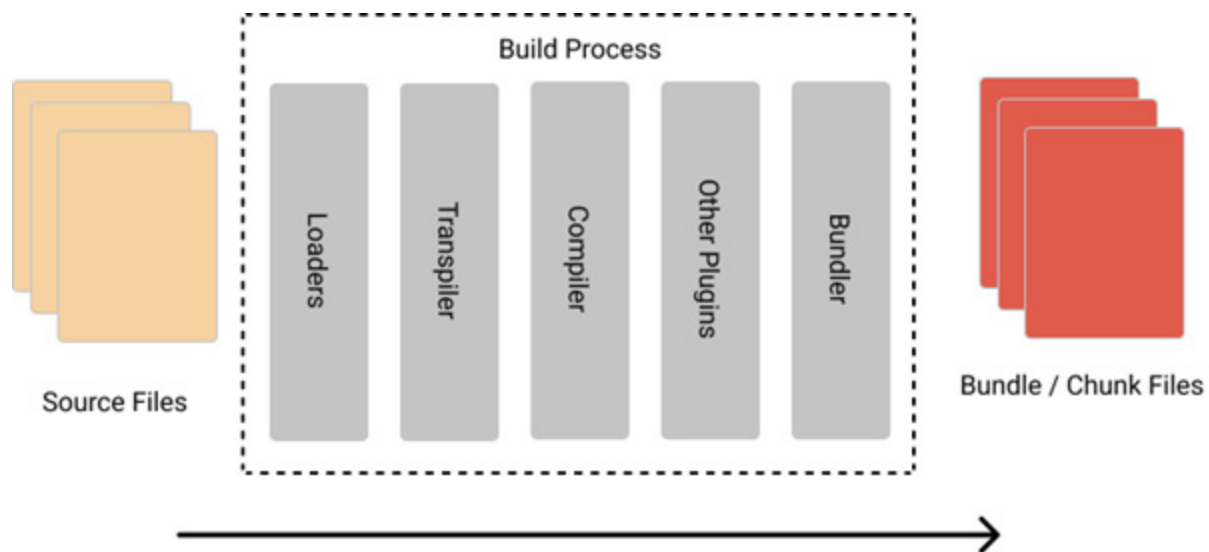 Build Process
Loaders
Transpiler
Compiler
Other Plugins
Bundler
Source Files
Bundle / Chunk Files